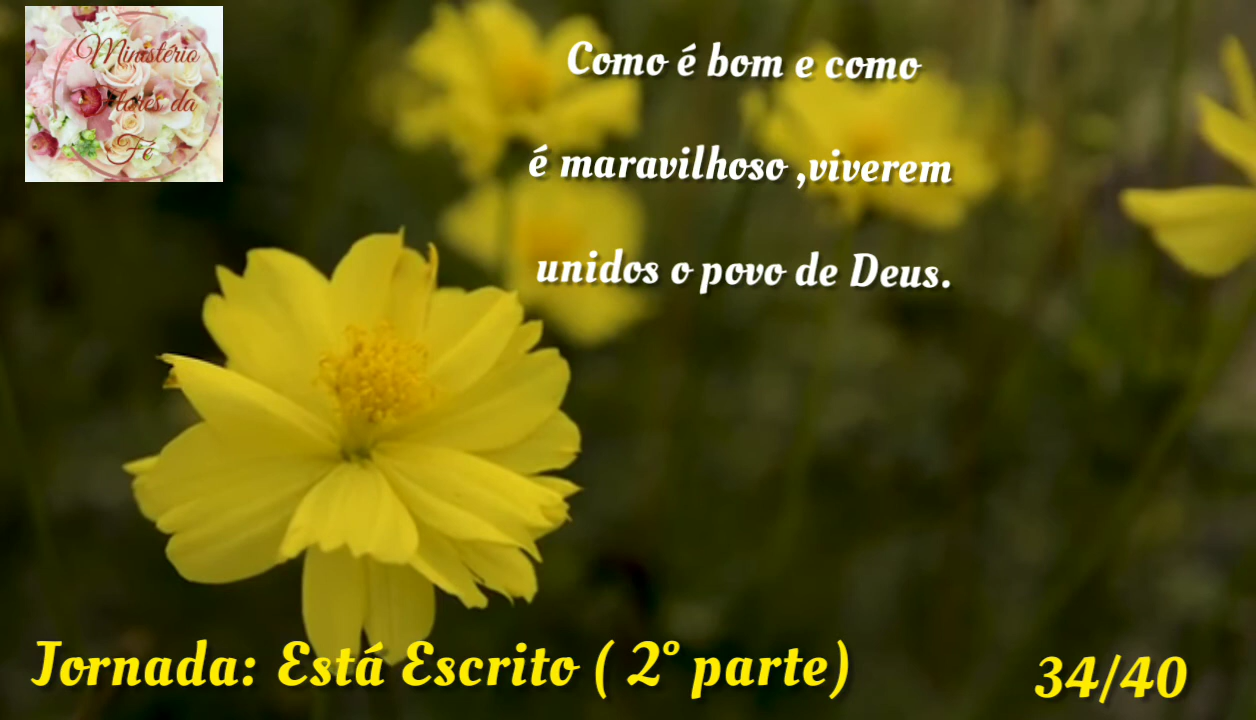 Ministério
Flores da
Fé
Como é bom e como
é maravilhoso ,viverem
unidos o povo de Deus.
Jornada: Está Escrito ( 2º parte)
34/40